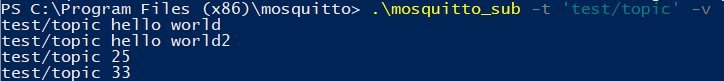 PS C:\Program Files (x86)\mosquitto> .\mosquitto_sub -t 'test/topic' -v
test/topic hello world
test/topic hello world2
test/topic 25
test/topic 33